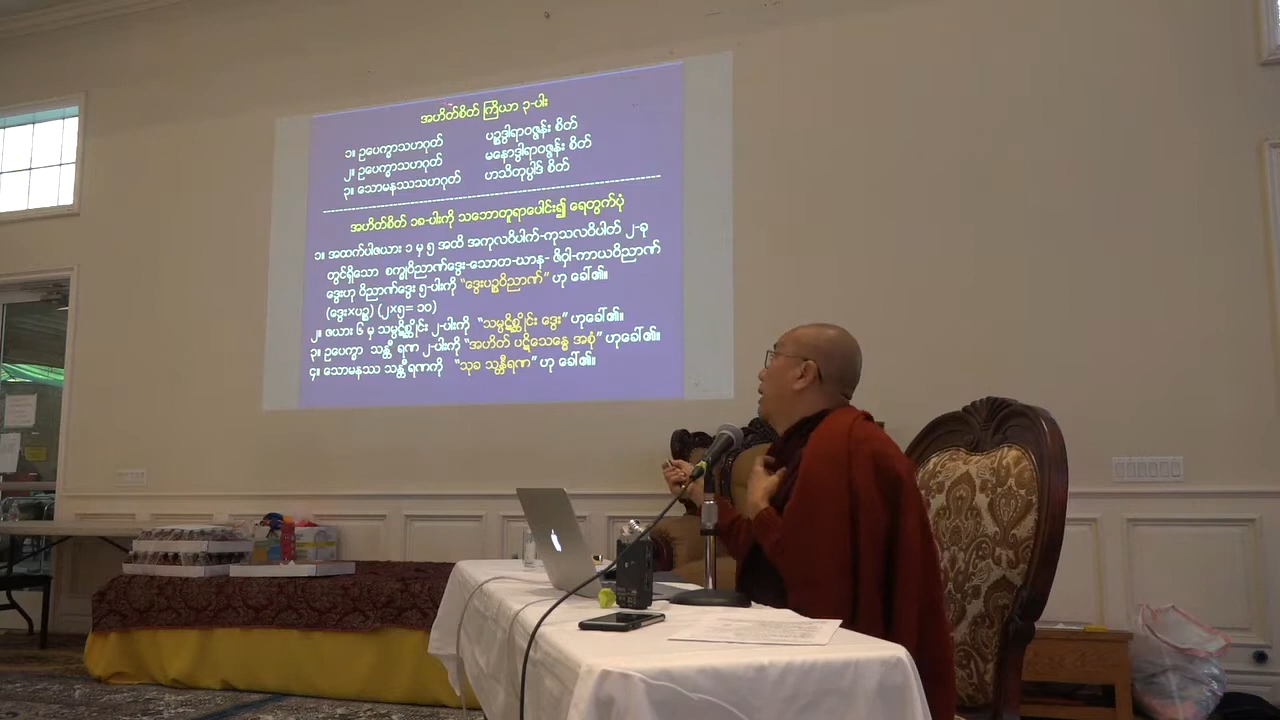 အဟိတ်စိတ် ကြိယာ ၃-ပါး
၁။ ဥပေက္ခာသဟဂုတ် ပဉ္စဒွါရာဝဇ္ဇန်း စိတ်
၂။ ဥပေက္ခာသဟဂုတ် မနောဒွါရာဝဇ္ဇန်း စိတ်
၃။ သောမနဿသဟဂုတ် ဟသိတုပ္ပါဒ် စိတ်
အဟိတ်စိတ် ၁၈-ပါးကို သဘောတူရာပေါင်း၍ ရေတွက်ပုံ
၁။ အထက်ပါဇယား ၁ မှ ၅ အထိ အကုလဝိပါက်-ကုသလဝိပါတ် ၂-ခု
တွင်ရှိသော စက္ခုဝိညာဏ်ဒွေး-သောတ-ဃာန- ဇိဝှါ-ကာယဝိညာဏ်
ဒွေးဟု ဝိညာဏ်ဒွေး ၅-ပါးကို “ဒွေးပဉ္စဝိညာဏ်” ဟု ခေါ်၏။
(ဒွေး×ပဉ္စ) (၂×၅= ၁၀)
၂။ ဇယား ၆ မှ သမ္ပဋိစ္ဆိုင်း ၂-ပါးကို “သမ္ပဋိစ္ဆိုင်း ဒွေး” ဟုခေါ်၏။
၃။ ဥပေက္ခာ သန္တီ ရဏ ၂-ပါးကို “အဟိတ် ပဋိသေန္ဓေ အစုံ” ဟုခေါ်၏။
၄။ သောမနဿ သန္တီရဏကို “သုခ သန္တီရဏ” ဟု ခေါ်၏။